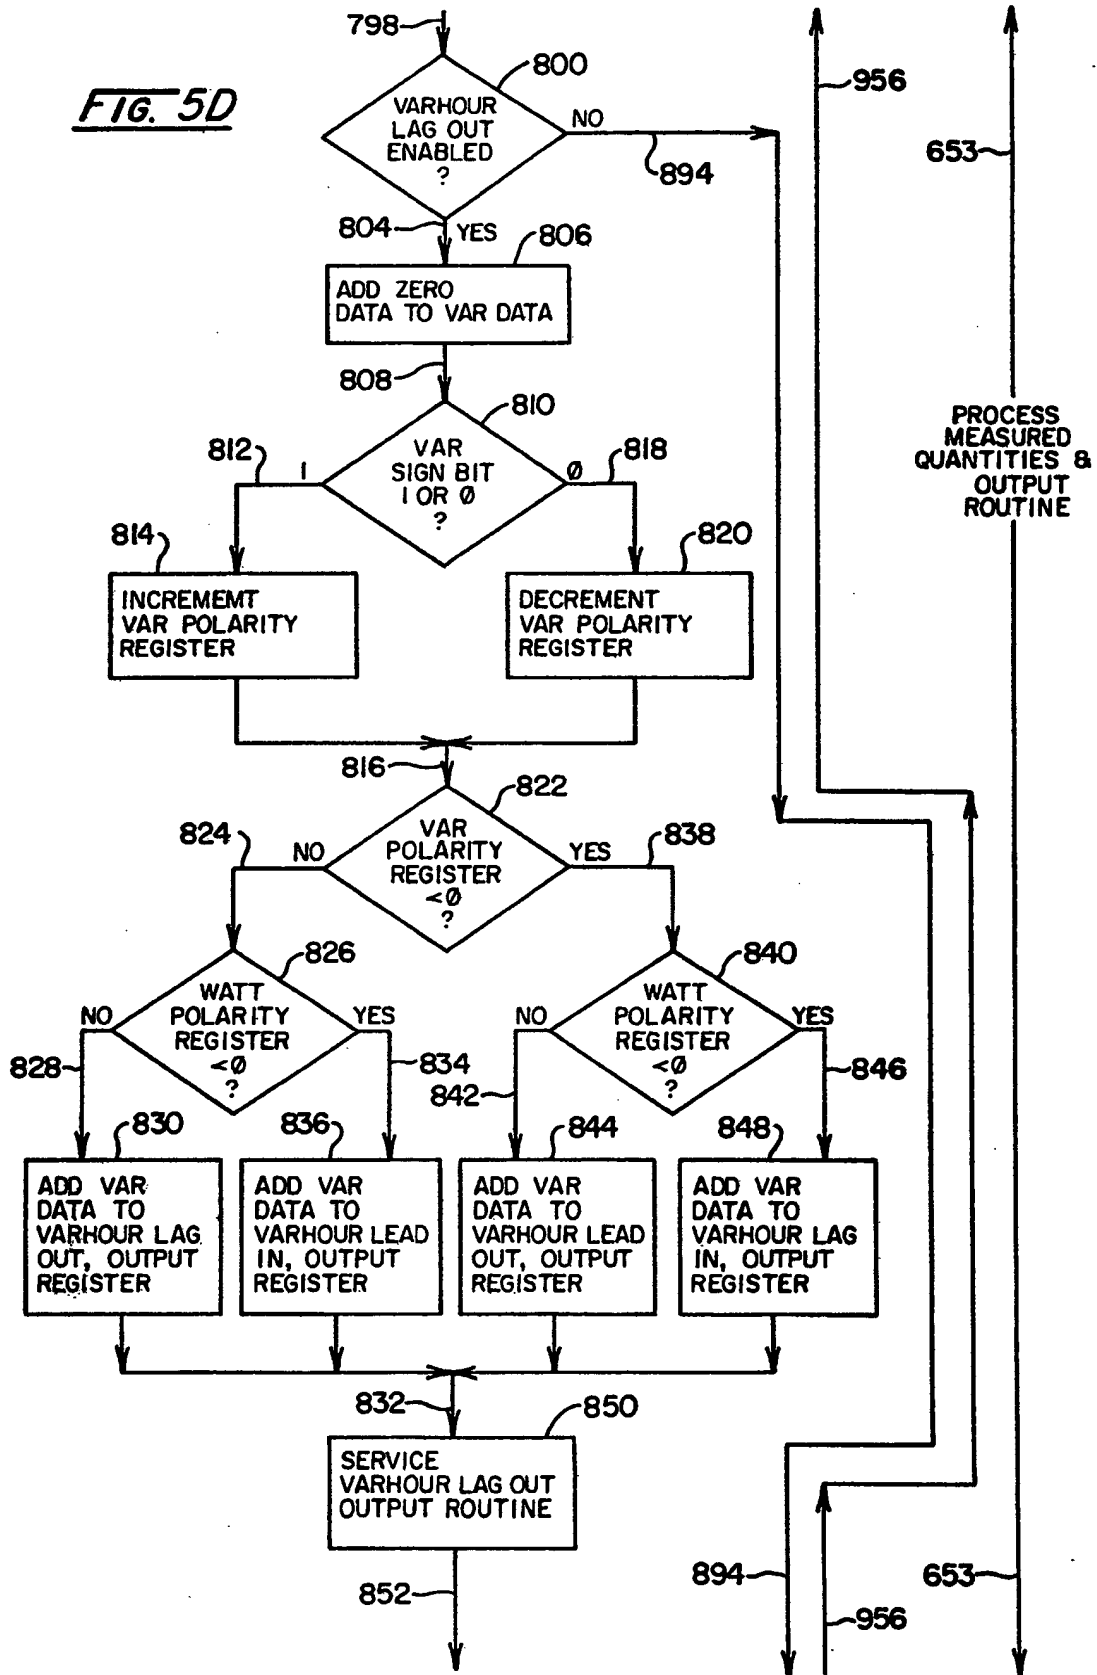 FIG. 5D
798
800
VARHOUR
LAG OUT
ENABLED
?
NO
894
956
653
804
YES
806
ADD ZERO
DATA TO VAR DATA
808
810
VAR
SIGN BIT
1 OR Ø
?
812
1
Ø
818
814
INCREMEMT
VAR POLARITY
REGISTER
820
DECREMENT
VAR POLARITY
REGISTER
PROCESS
MEASURED
QUANTITIES &
OUTPUT
ROUTINE
816
822
VAR
POLARITY
REGISTER
<Ø
?
824
NO
YES
838
826
WATT
POLARITY
REGISTER
<Ø
?
NO
YES
828
834
840
WATT
POLARITY
REGISTER
<Ø
?
NO
YES
842
846
830
ADD VAR
DATA TO
VARHOUR LAG
OUT, OUTPUT
REGISTER
836
ADD VAR
DATA TO
VARHOUR LEAD
IN, OUTPUT
REGISTER
844
ADD VAR
DATA TO
VARHOUR LEAD
OUT, OUTPUT
REGISTER
848
ADD VAR
DATA TO
VARHOUR LAG
IN, OUTPUT
REGISTER
832
850
SERVICE
VARHOUR LAG OUT
OUTPUT ROUTINE
852
894
956
653